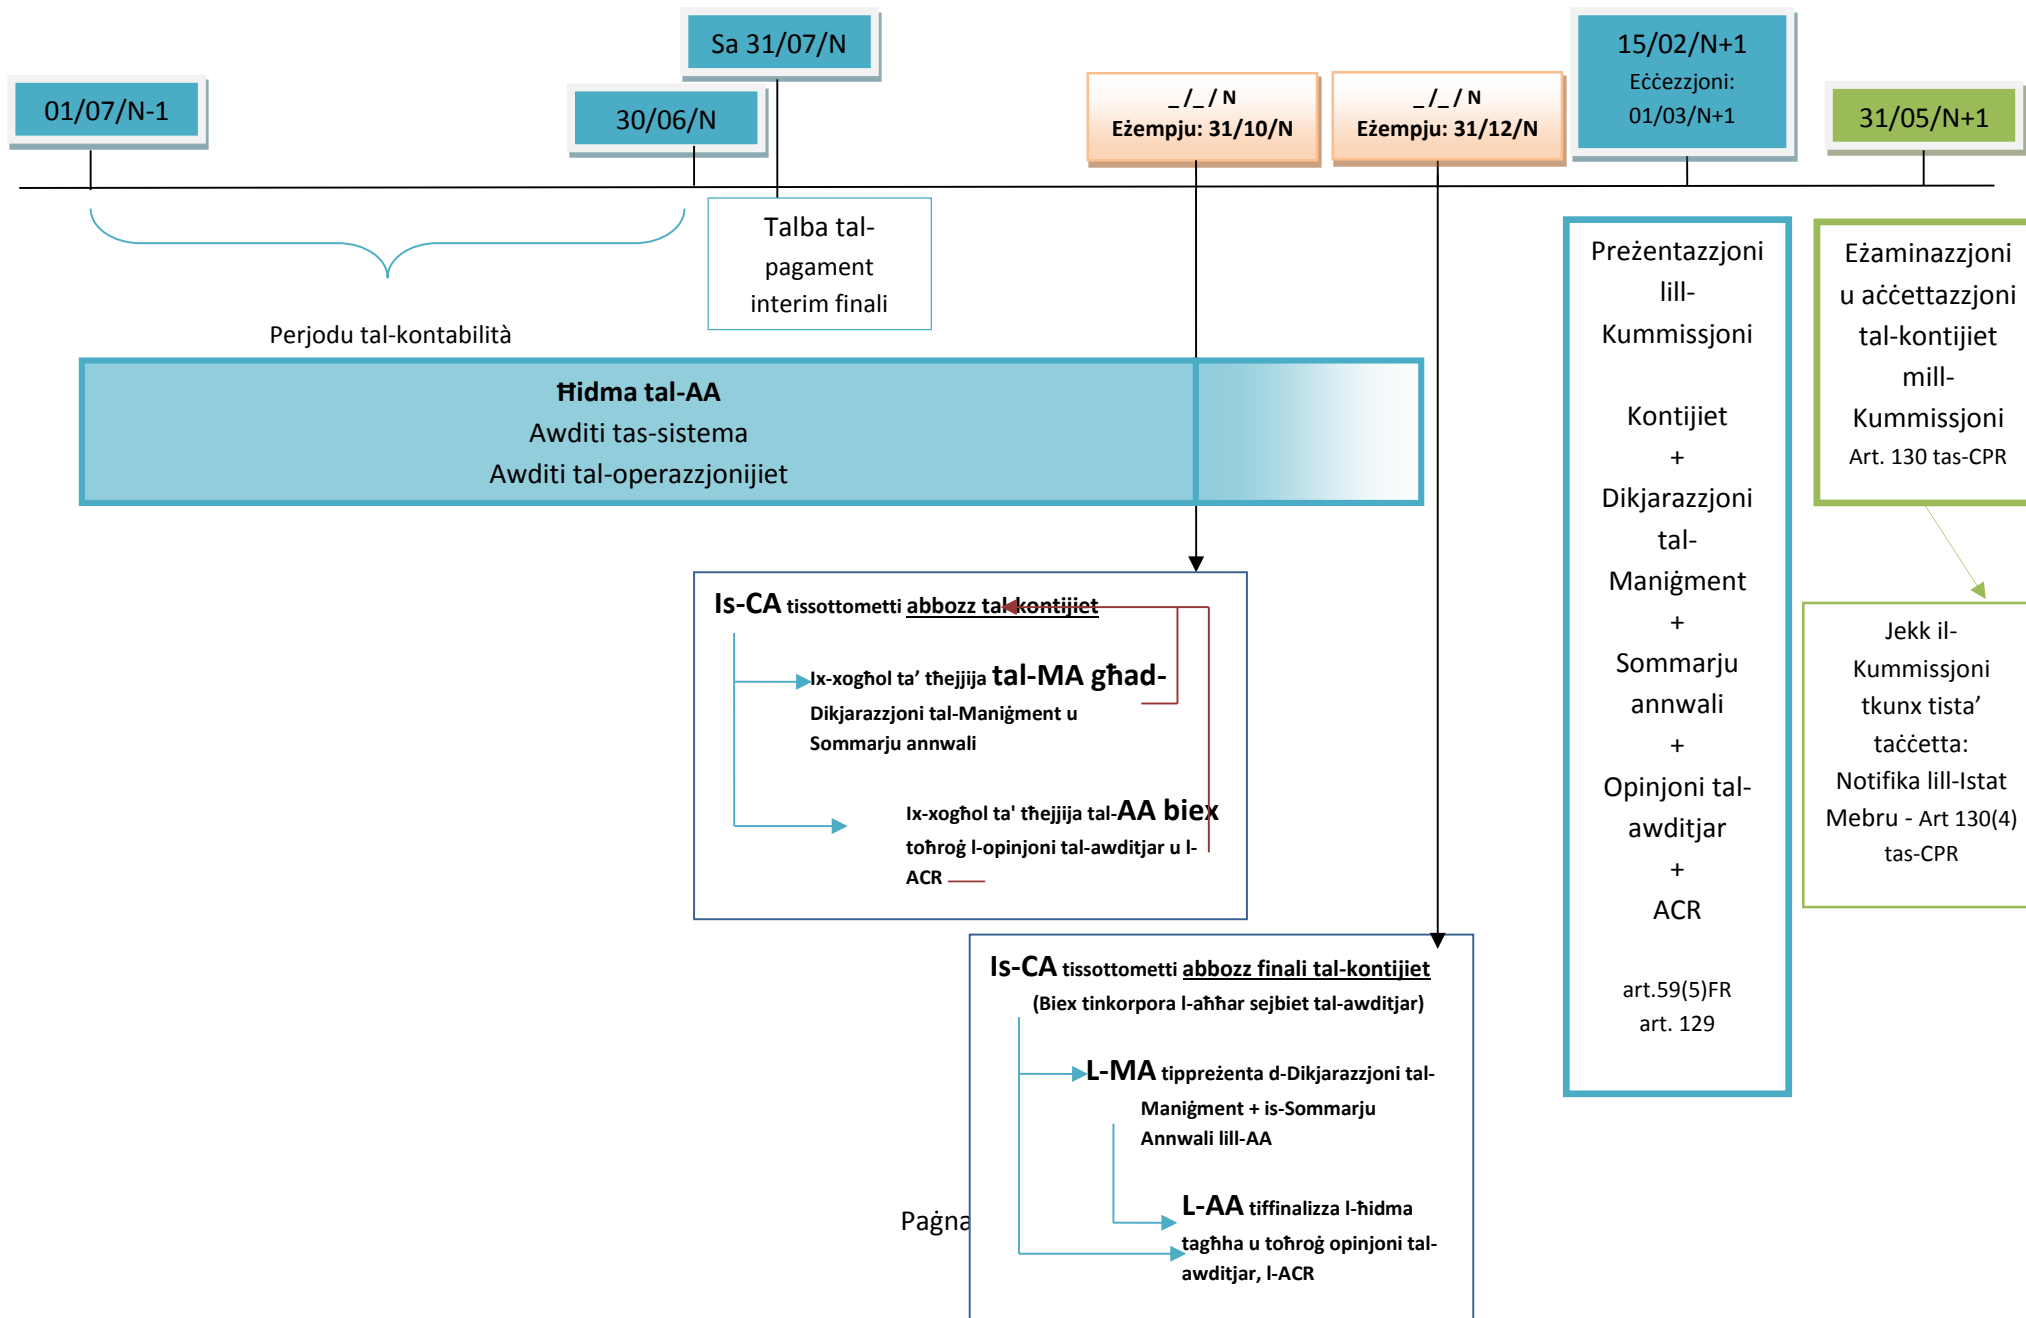 01/07/N-1
30/06/N
Sa 31/07/N
_ /_ / N
Eżempju: 31/10/N
_ /_ / N
Eżempju: 31/12/N
15/02/N+1
Eċċezzjoni:
01/03/N+1
31/05/N+1
Perjodu tal-kontabilità
Talba tal-
pagament
interim finali
Ħidma tal-AA
Awditi tas-sistema
Awditi tal-operazzjonijiet
Is-CA tissottometti abbozz tal-kontijiet
Ix-xogħol ta’ tħejjija tal-MA għad-
Dikjarazzjoni tal-Maniġment u
Sommarju annwali
Ix-xogħol ta' tħejjija tal-AA biex
toħroġ l-opinjoni tal-awditjar u l-
ACR
Is-CA tissottometti abbozz finali tal-kontijiet
(Biex tinkorpora l-aħħar sejbiet tal-awditjar)
L-MA tippreżenta d-Dikjarazzjoni tal-
Maniġment + is-Sommarju
Annwali lill-AA
L-AA tiffinalizza l-ħidma
tagħha u toħroġ opinjoni tal-
awditjar, l-ACR
Paġna
Preżentazzjoni
lill-
Kummissjoni
Kontijiet
+
Dikjarazzjoni
tal-
Maniġment
+
Sommarju
annwali
+
Opinjoni tal-
awditjar
+
ACR
art.59(5)FR
art. 129
Eżaminazzjoni
u aċċettazzjoni
tal-kontijiet
mill-
Kummissjoni
Art. 130 tas-CPR
Jekk il-
Kummissjoni
tkunx tista’
taċċetta:
Notifika lill-Istat
Mebru - Art 130(4)
tas-CPR